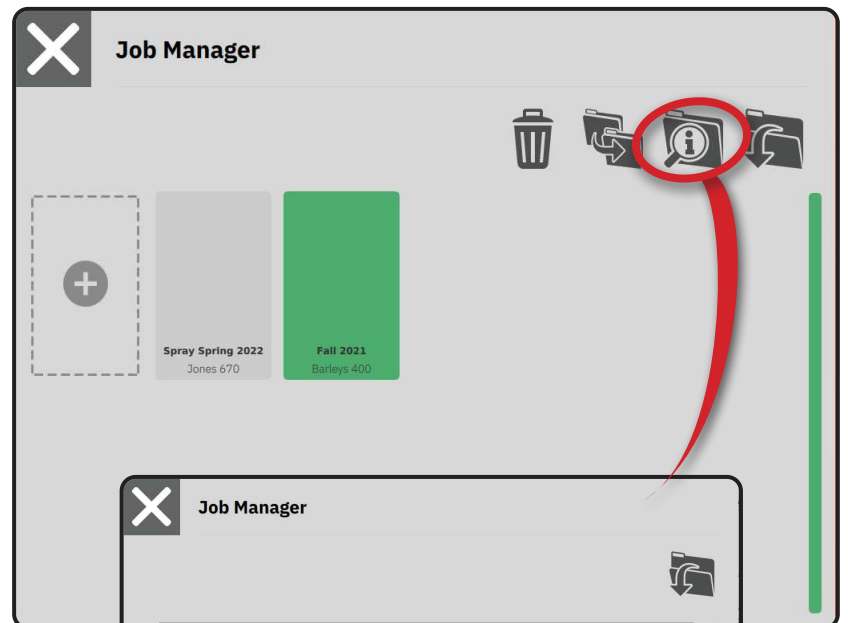 Job Manager
Spray Spring 2022
Jones 670
Fall 2021
Barleys 400
Job Manager